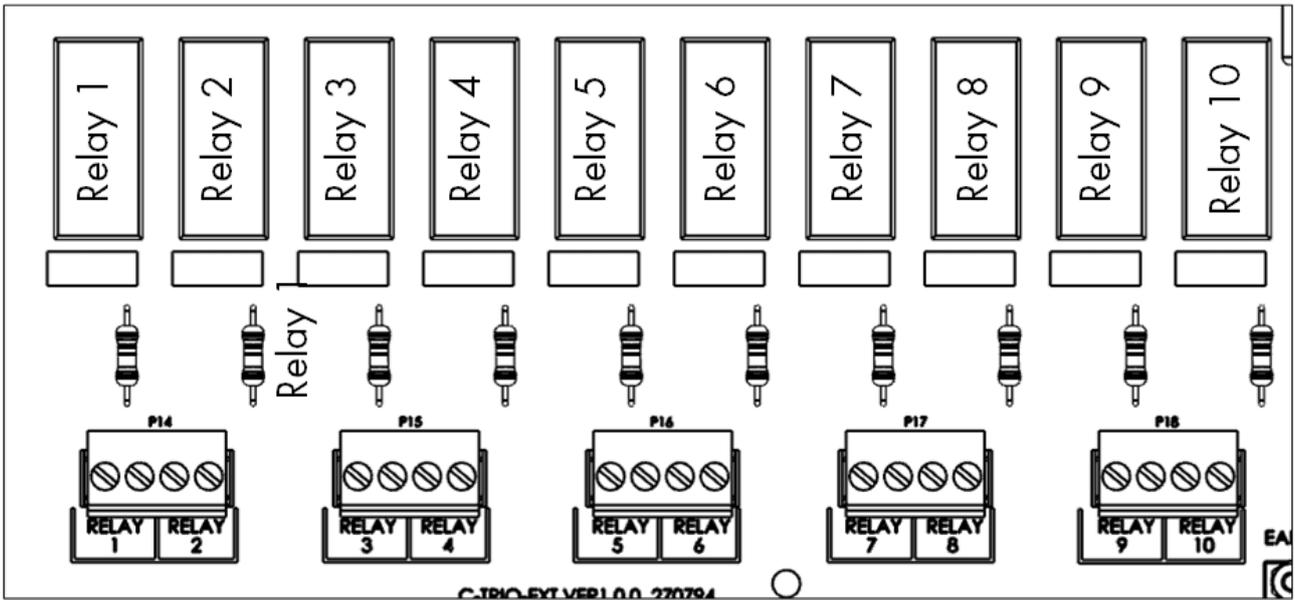 Relay 1
Relay 2
Relay 3
Relay 4
Relay 5
Relay 6
Relay 7
Relay 8
Relay 9
Relay 10
Relay 1
P14
P15
P16
P17
P18
RELAY 1
RELAY 2
RELAY 3
RELAY 4
RELAY 5
RELAY 6
RELAY 7
RELAY 8
RELAY 9
RELAY 10